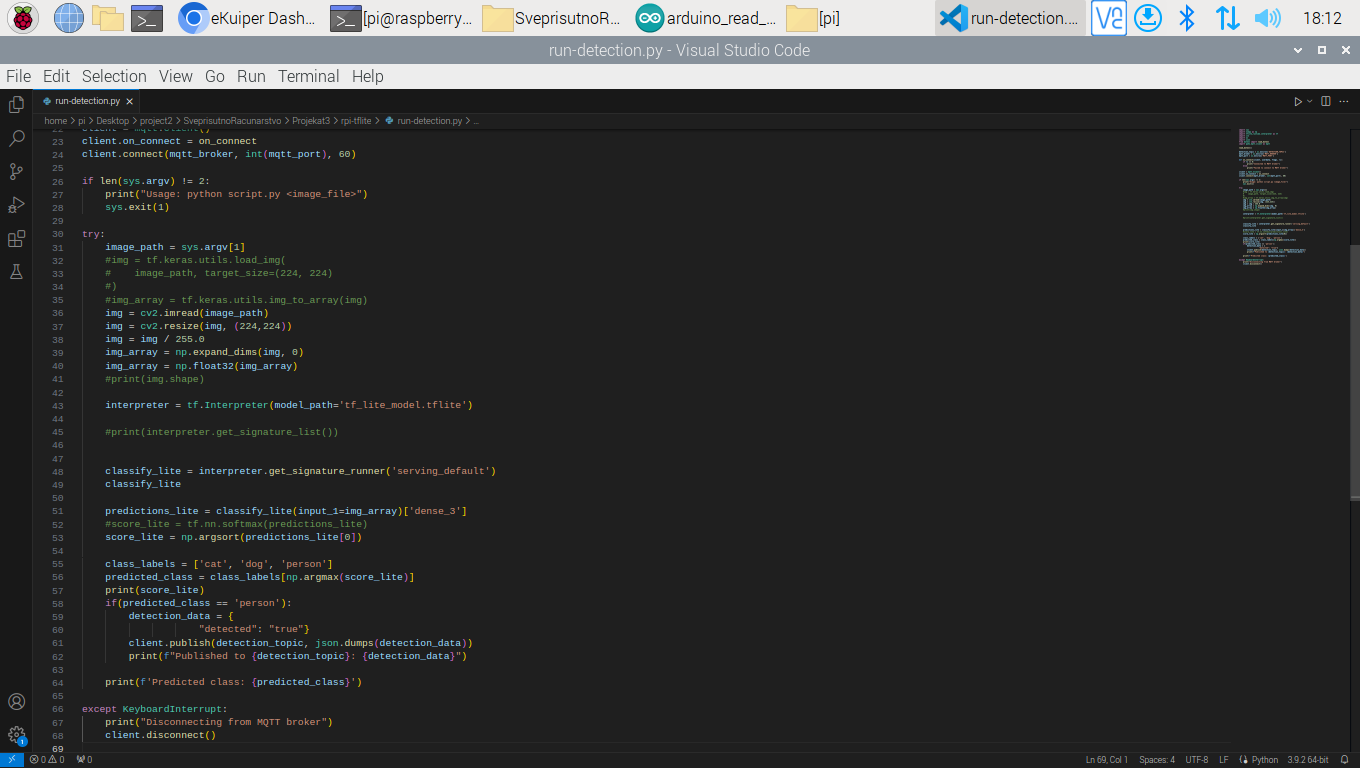 eKuiper Dash...
[pi@raspberry...
SveprisutnoR...
arduino_read_...
[pi]
run-detection....
18:12
run-detection.py - Visual Studio Code
File Edit Selection View Go Run Terminal Help
run-detection.py
home > pi > Desktop > project2 > SveprisutnoRacunarstvo > Projekat3 > rpi-tflite > run-detection.py > ...
22 client = mqtt.Client()
23 client.on_connect = on_connect
24 client.connect(mqtt_broker, int(mqtt_port), 60)
25
26 if len(sys.argv) != 2:
27     print("Usage: python script.py <image_file>")
28     sys.exit(1)
29
30 try:
31     image_path = sys.argv[1]
32     #img = tf.keras.utils.load_img(
33     #    image_path, target_size=(224, 224)
34     #)
35     #img_array = tf.keras.utils.img_to_array(img)
36     img = cv2.imread(image_path)
37     img = cv2.resize(img, (224,224))
38     img = img / 255.0
39     img_array = np.expand_dims(img, 0)
40     img_array = np.float32(img_array)
41     #print(img.shape)
42
43     interpreter = tf.Interpreter(model_path='tf_lite_model.tflite')
44
45     #print(interpreter.get_signature_list())
46
47
48     classify_lite = interpreter.get_signature_runner('serving_default')
49     classify_lite
50
51     predictions_lite = classify_lite(input_1=img_array)['dense_3']
52     #score_lite = tf.nn.softmax(predictions_lite)
53     score_lite = np.argsort(predictions_lite[0])
54
55     class_labels = ['cat', 'dog', 'person']
56     predicted_class = class_labels[np.argmax(score_lite)]
57     print(score_lite)
58     if(predicted_class == 'person'):
59         detection_data = {
60                     "detected": "true"}
61         client.publish(detection_topic, json.dumps(detection_data))
62         print(f"Published to {detection_topic}: {detection_data}")
63
64     print(f'Predicted class: {predicted_class}')
65
66 except KeyboardInterrupt:
67     print("Disconnecting from MQTT broker")
68     client.disconnect()
69
1
0 0 0
Ln 69, Col 1 Spaces: 4 UTF-8 LF Python 3.9.2 64-bit